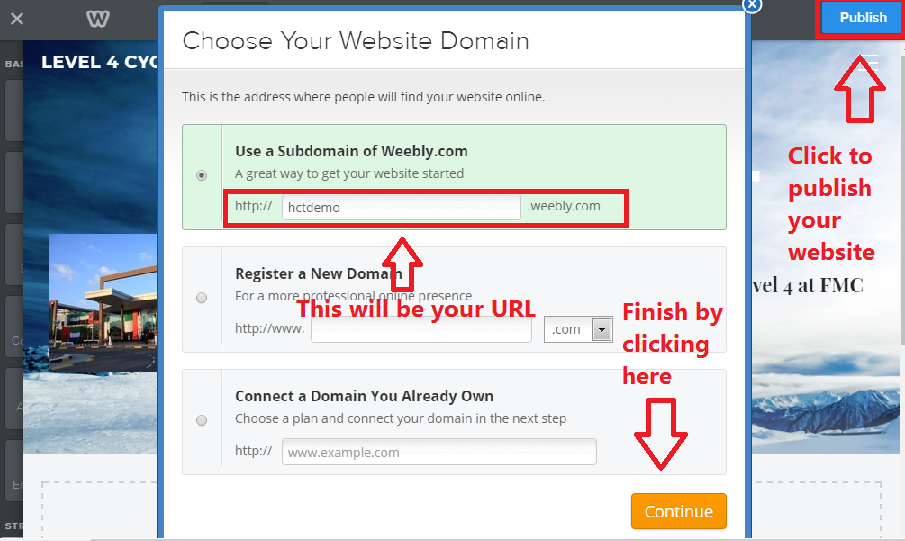 Publish
Choose Your Website Domain
LEVEL 4 CYC
BAS
This is the address where people will find your website online.
Use a Subdomain of Weebly.com
A great way to get your website started
http:// hctdemo .weebly.com
Click to
publish
your
website
Register a New Domain
For a more professional online presence
This will be your URL
http://www. .com
vel 4 at FMC
Finish by
clicking
here
Connect a Domain You Already Own
Choose a plan and connect your domain in the next step
http:// www.example.com
Continue